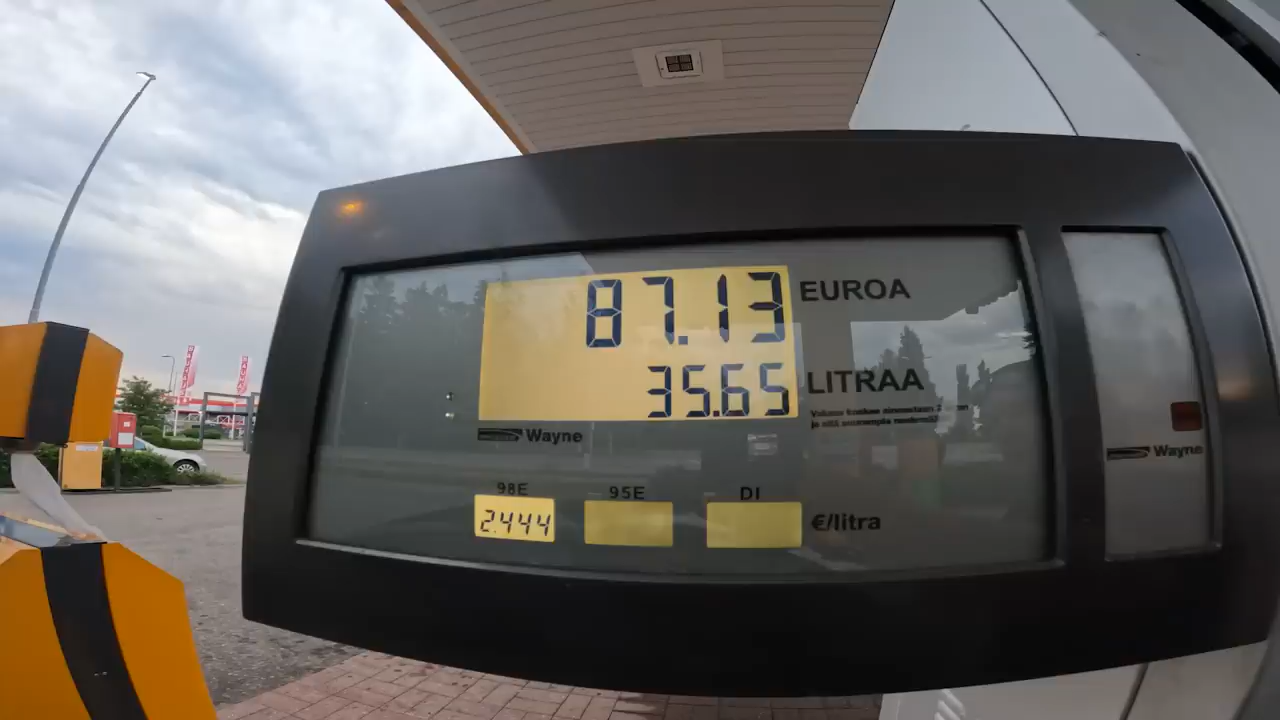 87.13 EUROA
35.65 LITRAA
Wayne
Wayne
98E 95E DI
2.444 €/litra